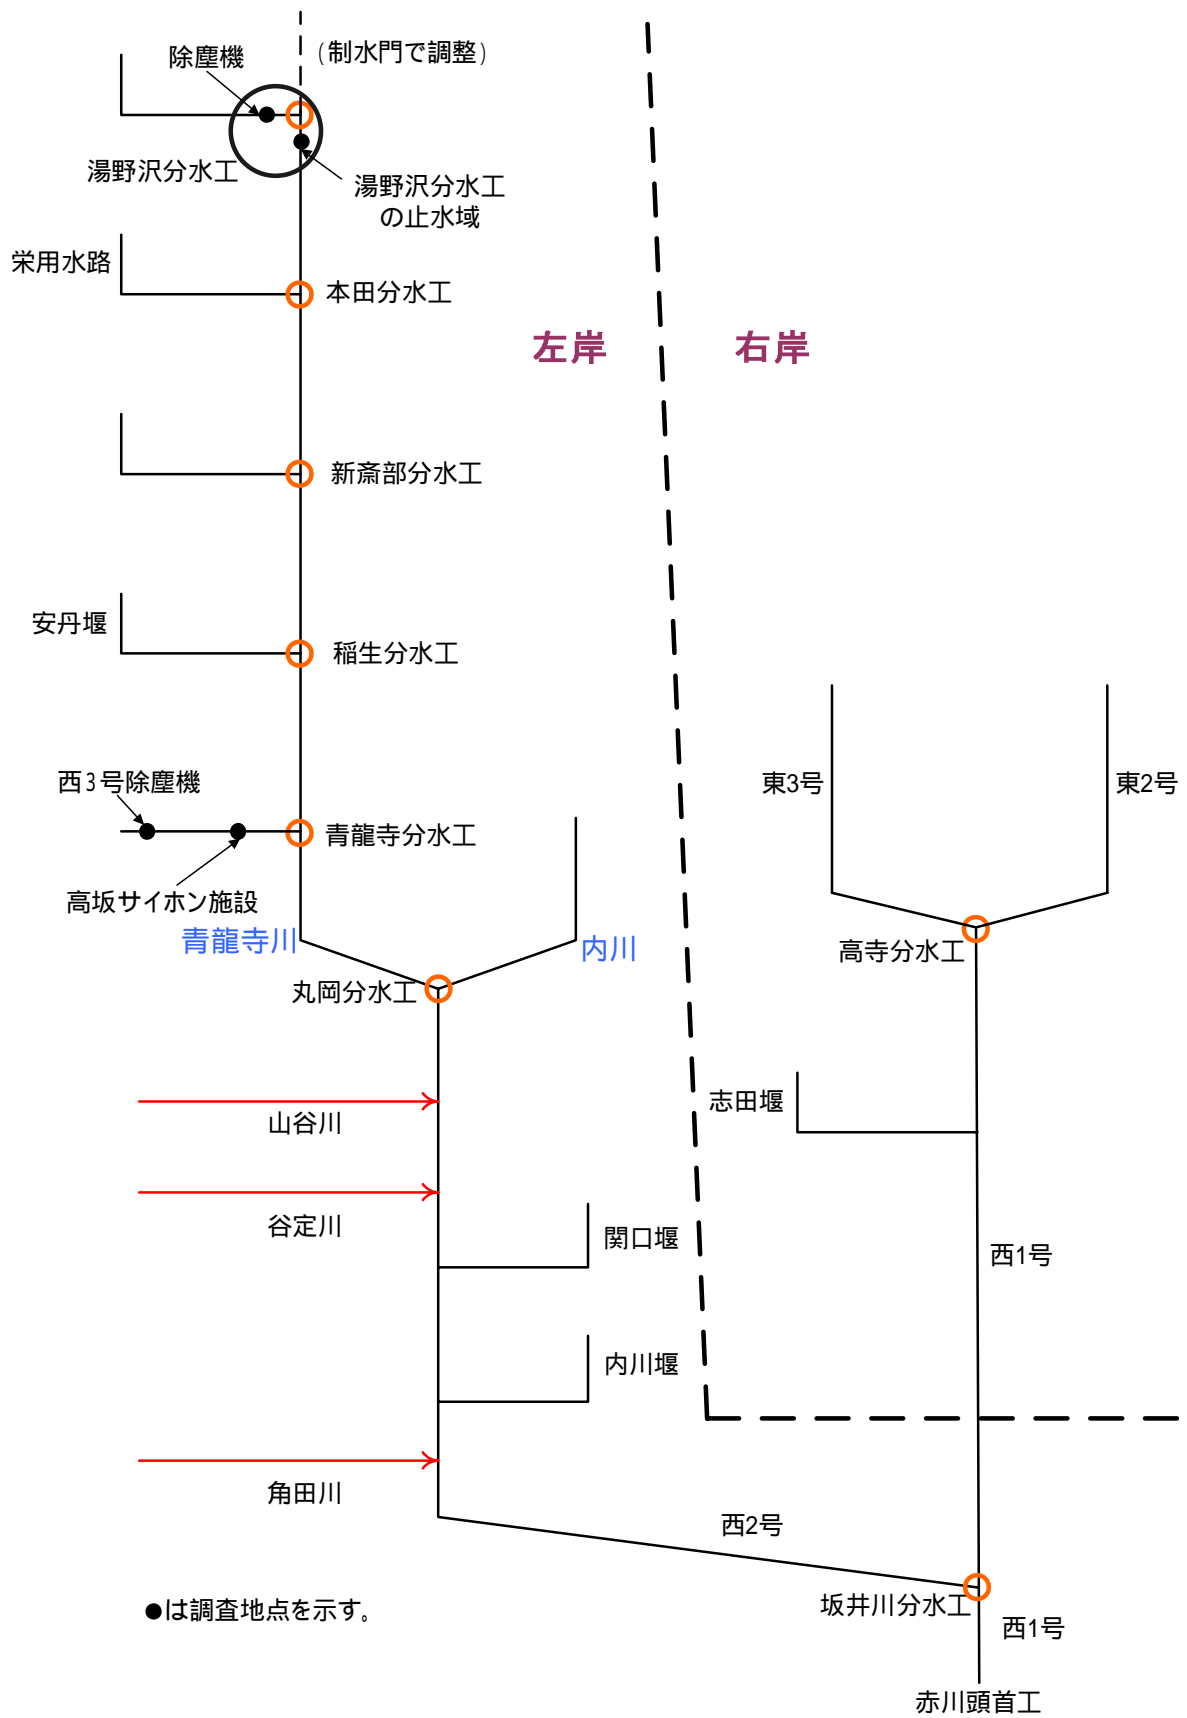 除塵機
(制水門で調整)
湯野沢分水工
湯野沢分水工
の止水域
栄用水路
本田分水工
左岸
右岸
新斎部分水工
安丹堰
稲生分水工
西3号除塵機
東3号
東2号
青龍寺分水工
高坂サイホン施設
青龍寺川
内川
高寺分水工
丸岡分水工
山谷川
志田堰
谷定川
関口堰
西1号
内川堰
角田川
西2号
●は調査地点を示す。
坂井川分水工
西1号
赤川頭首工